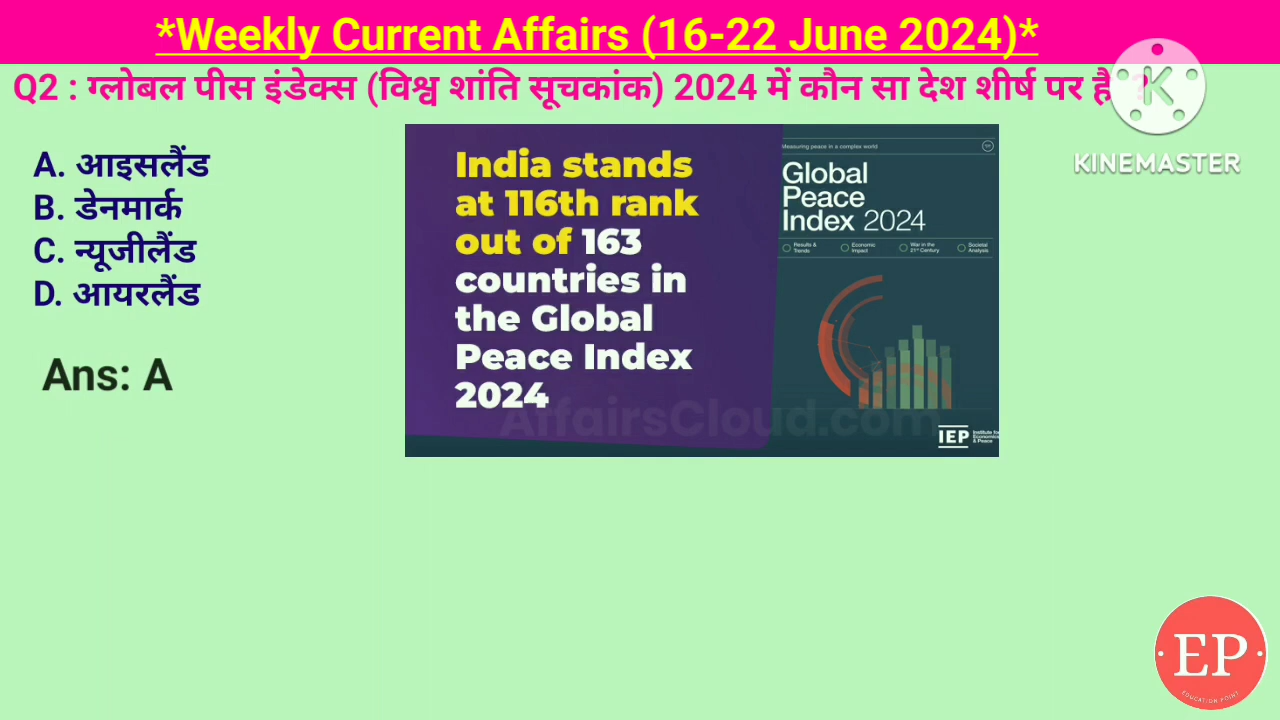 *Weekly Current Affairs (16-22 June 2024)*
Q2 : ग्लोबल पीस इंडेक्स (विश्व शांति सूचकांक) 2024 में कौन सा देश शीर्ष पर है ?
KINEMASTER
A. आइसलैंड
B. डेनमार्क
C. न्यूजीलैंड
D. आयरलैंड
Ans: A
India stands
at 116th rank
out of 163
countries in
the Global
Peace Index
2024
Measuring peace in a complex world
Global
Peace
Index 2024
Results &
Trends
Economic
Impact
War in the
21st Century
Societal
Analysis
AffairsCloud.com
IEP
Institute for
Economics
& Peace
EP
EDUCATION POINT